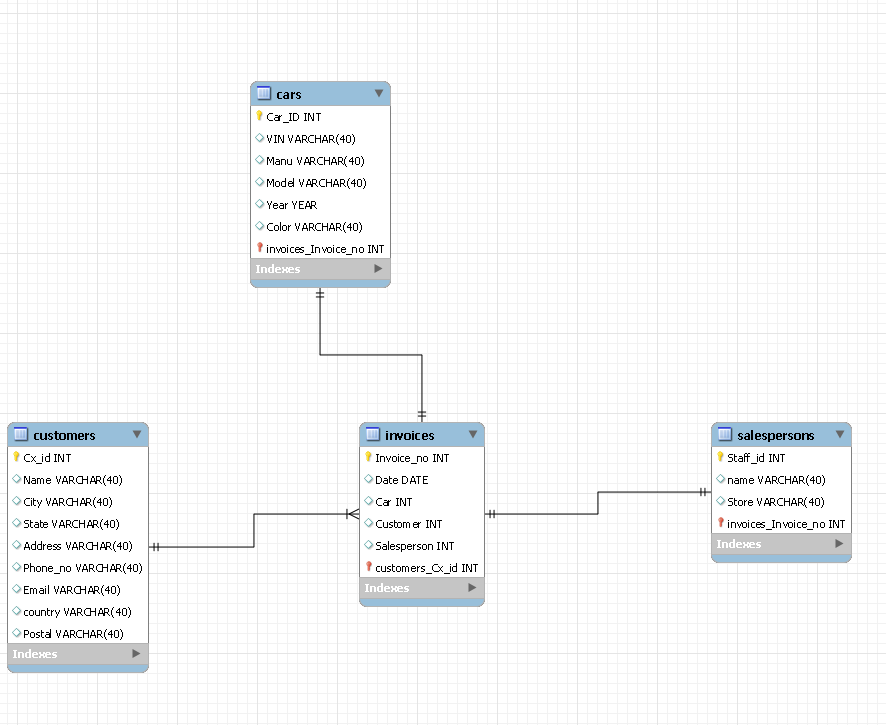 cars
Car_ID INT
VIN VARCHAR(40)
Manu VARCHAR(40)
Model VARCHAR(40)
Year YEAR
Color VARCHAR(40)
invoices_Invoice_no INT
Indexes
customers
Cx_id INT
Name VARCHAR(40)
City VARCHAR(40)
State VARCHAR(40)
Address VARCHAR(40)
Phone_no VARCHAR(40)
Email VARCHAR(40)
country VARCHAR(40)
Postal VARCHAR(40)
Indexes
invoices
Invoice_no INT
Date DATE
Car INT
Customer INT
Salesperson INT
customers_Cx_id INT
Indexes
salespersons
Staff_id INT
name VARCHAR(40)
Store VARCHAR(40)
invoices_Invoice_no INT
Indexes